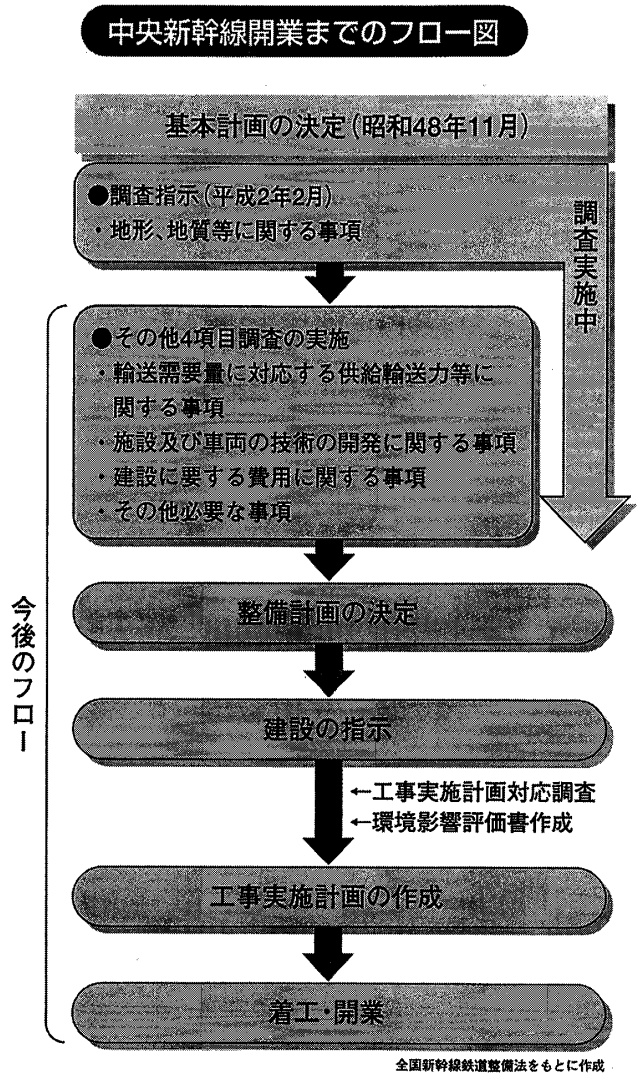 中央新幹線開業までのフロー図
基本計画の決定(昭和48年11月)
●調査指示(平成2年2月)
・地形、地質等に関する事項
調査実施中
●その他4項目調査の実施
・輸送需要量に対応する供給輸送力等に
関する事項
・施設及び車両の技術の開発に関する事項
・建設に要する費用に関する事項
・その他必要な事項
今後のフロー
整備計画の決定
建設の指示
←工事実施計画対応調査
←環境影響評価書作成
工事実施計画の作成
着工・開業
全国新幹線鉄道整備法をもとに作成